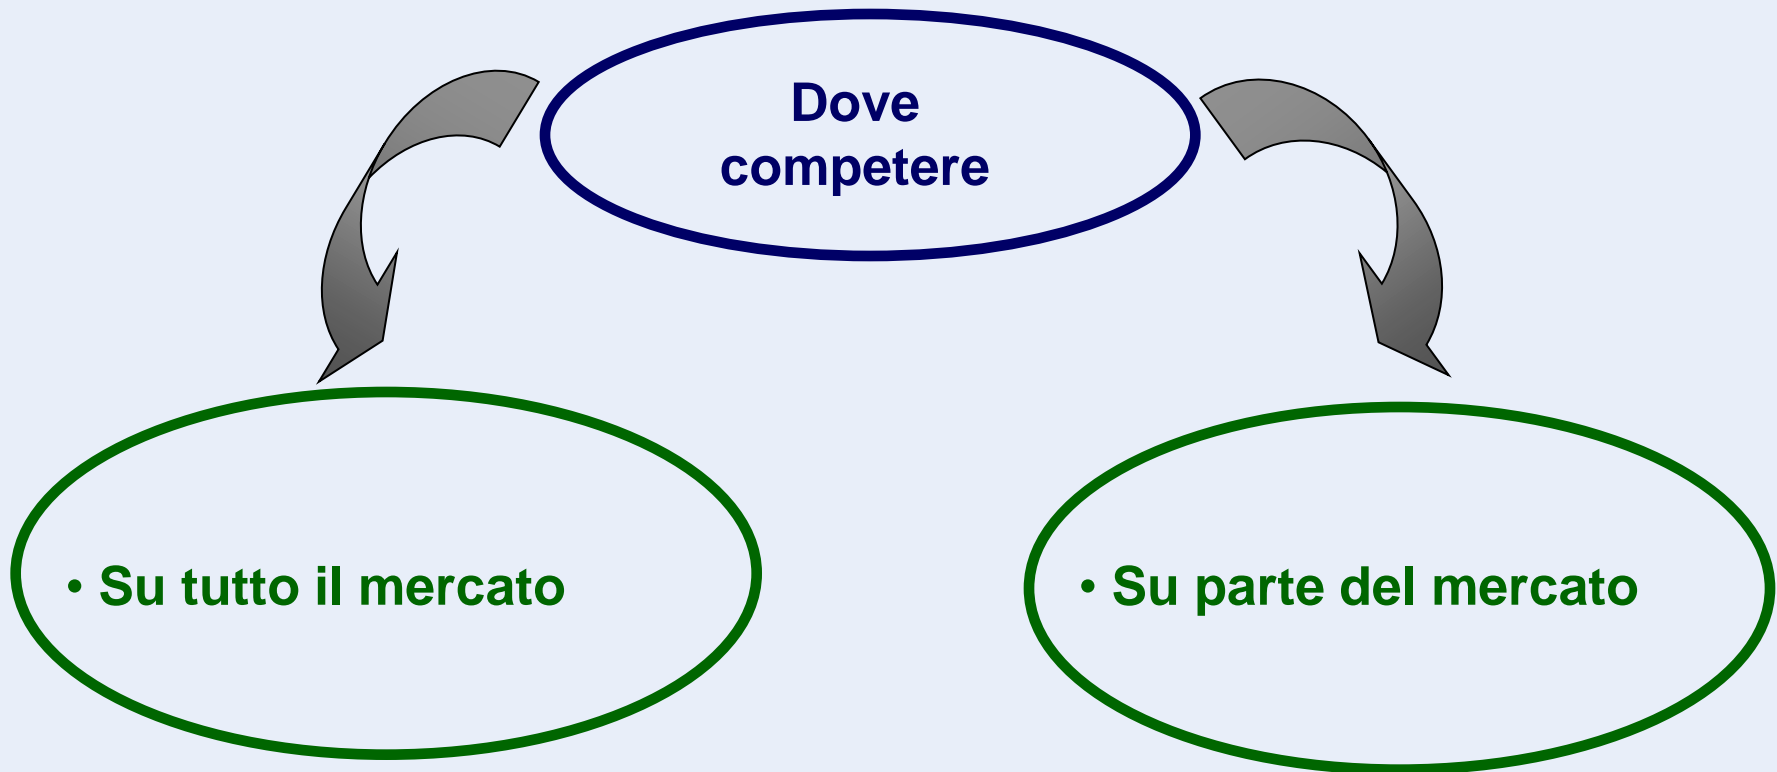 Dove
competere
• Su tutto il mercato
• Su parte del mercato